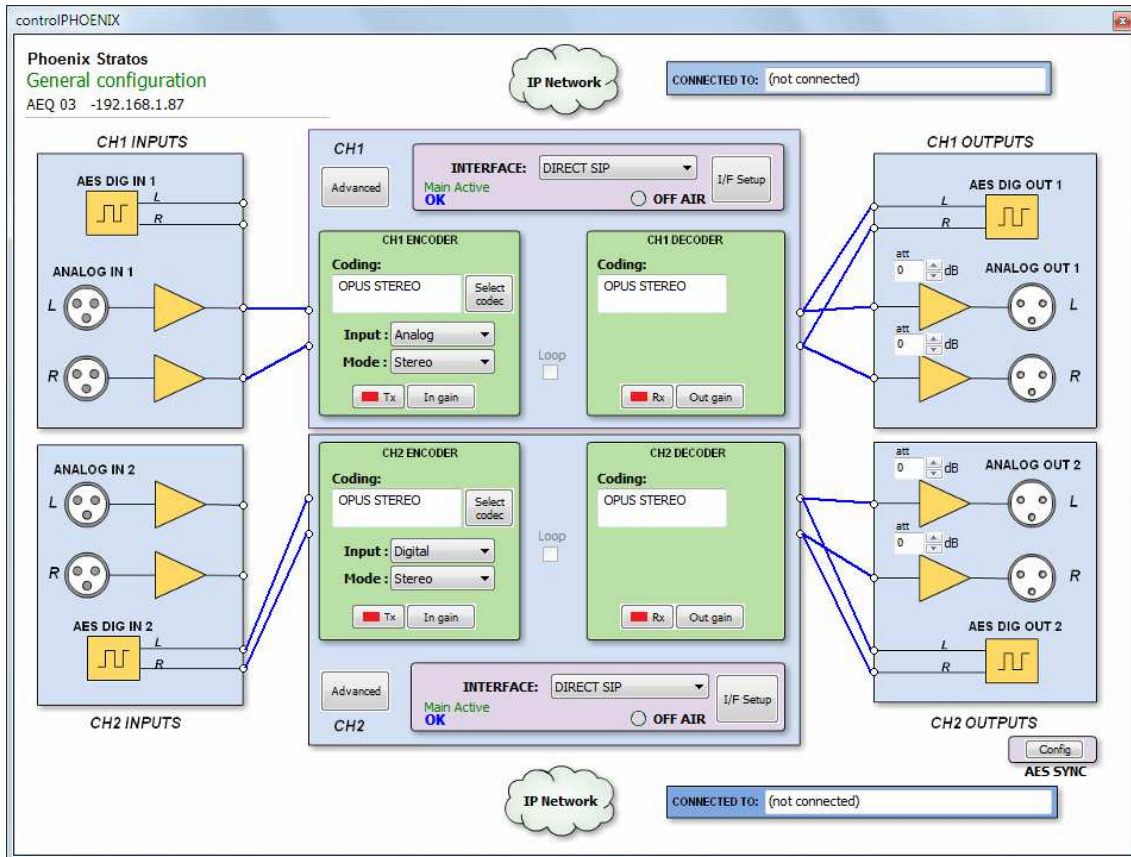 controlPHOENIX
Phoenix Stratos
General configuration
AEQ 03 -192.168.1.87
IP Network
CONNECTED TO: (not connected)
CH1 INPUTS
AES DIG IN 1
L
R
ANALOG IN 1
L
R
CH1
Advanced
INTERFACE: DIRECT SIP
I/F Setup
Main Active
OK
OFF AIR
CH1 ENCODER
Coding:
OPUS STEREO
Select codec
Input : Analog
Mode : Stereo
Tx
In gain
Loop
CH1 DECODER
Coding:
OPUS STEREO
Rx
Out gain
CH1 OUTPUTS
AES DIG OUT 1
L
R
att
0 dB
ANALOG OUT 1
L
att
0 dB
R
ANALOG IN 2
L
R
AES DIG IN 2
L
R
CH2 INPUTS
CH2 ENCODER
Coding:
OPUS STEREO
Select codec
Input : Digital
Mode : Stereo
Tx
In gain
Loop
CH2 DECODER
Coding:
OPUS STEREO
Rx
Out gain
Advanced
CH2
INTERFACE: DIRECT SIP
I/F Setup
Main Active
OK
OFF AIR
att
0 dB
ANALOG OUT 2
L
att
0 dB
R
AES DIG OUT 2
L
R
CH2 OUTPUTS
Config
AES SYNC
IP Network
CONNECTED TO: (not connected)